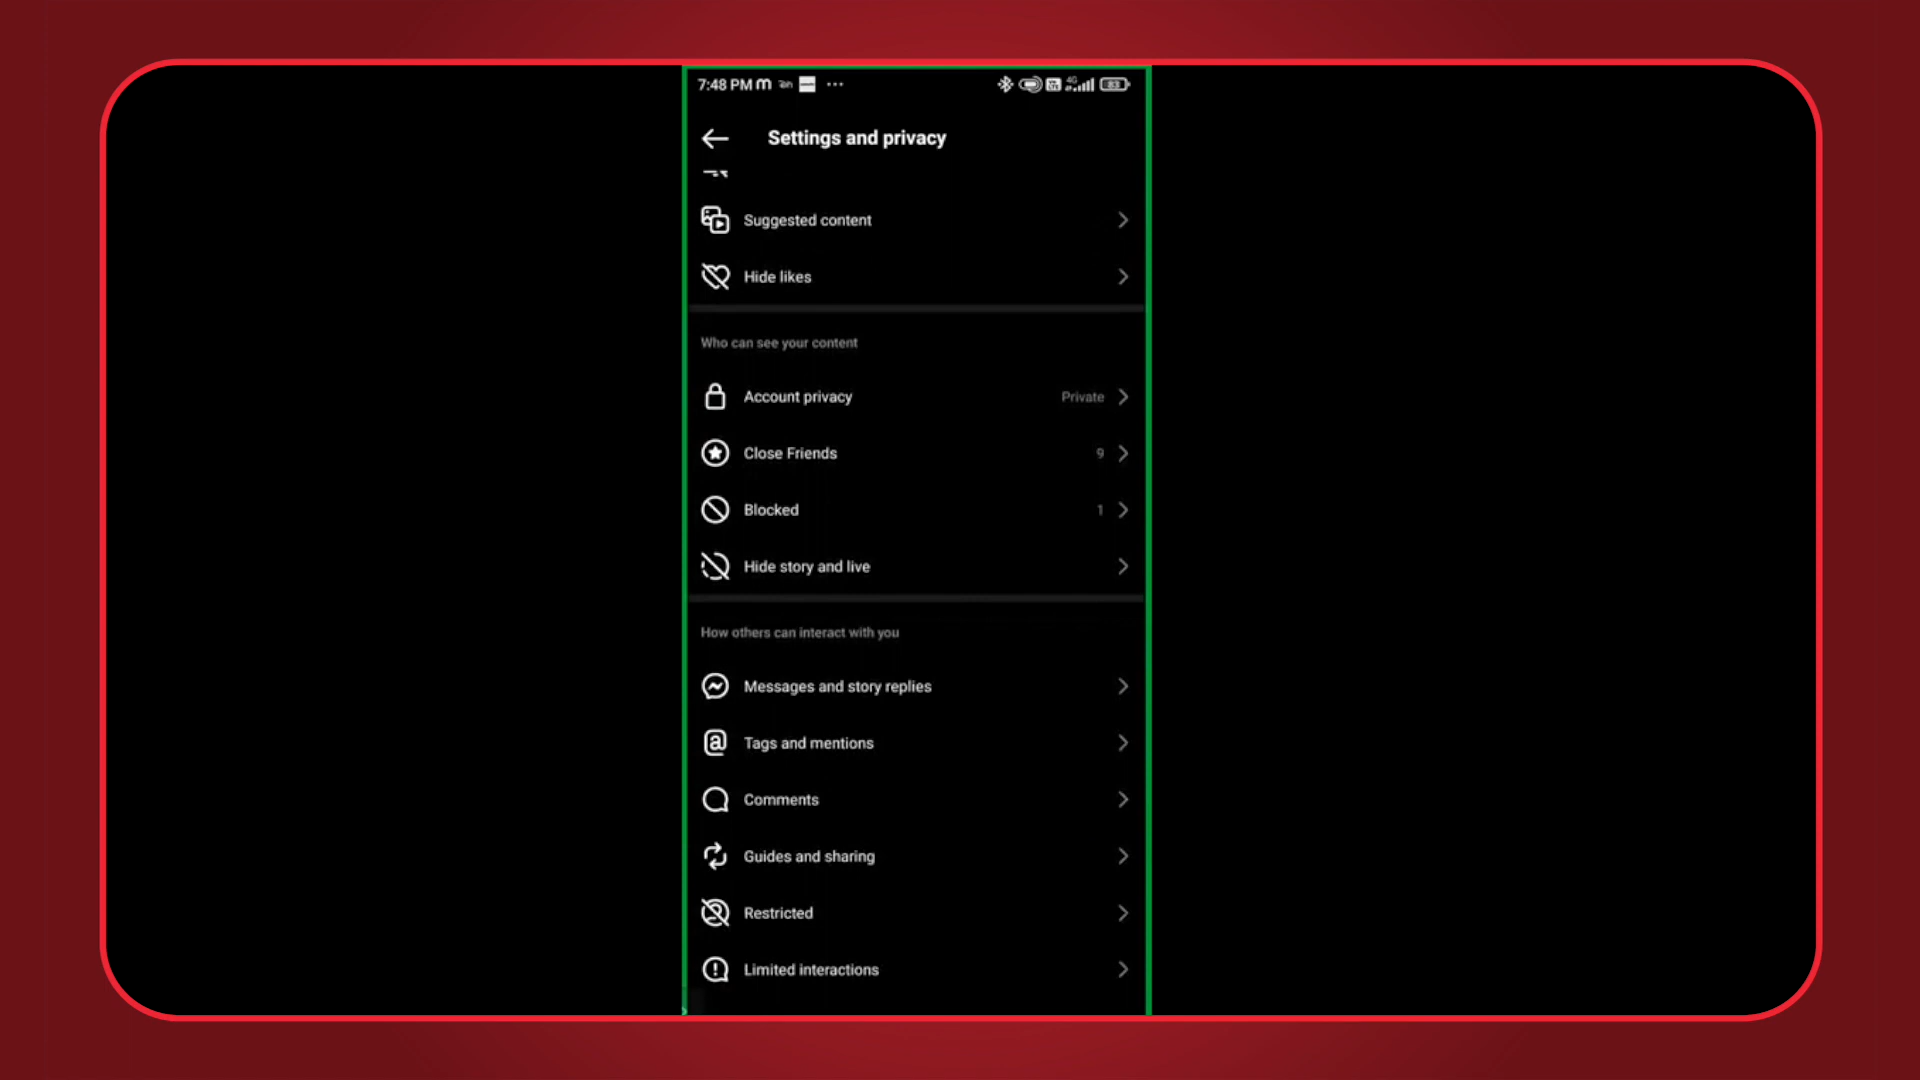 7:48 PM
Settings and privacy
Suggested content
Hide likes
Who can see your content
Account privacy Private
Close Friends 9
Blocked 1
Hide story and live
How others can interact with you
Messages and story replies
Tags and mentions
Comments
Guides and sharing
Restricted
Limited interactions